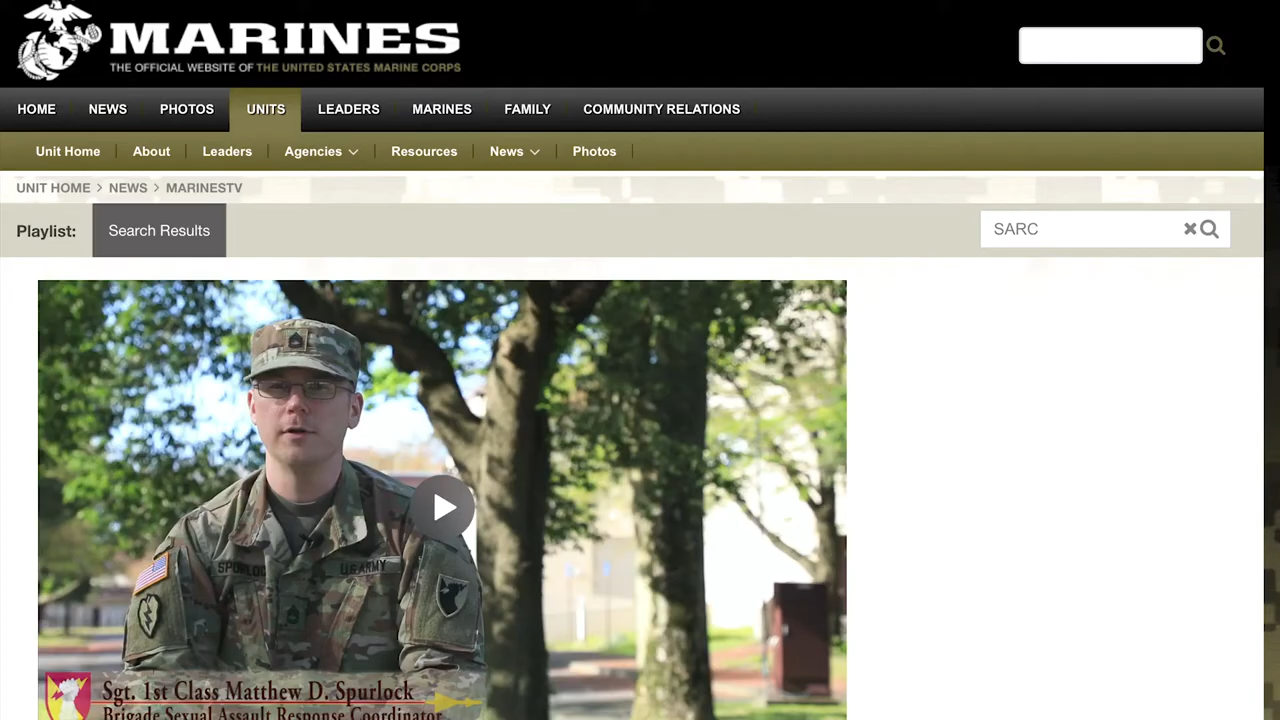 MARINES
THE OFFICIAL WEBSITE OF THE UNITED STATES MARINE CORPS
HOME NEWS PHOTOS UNITS LEADERS MARINES FAMILY COMMUNITY RELATIONS
Unit Home About Leaders Agencies Resources News Photos
UNIT HOME > NEWS > MARINESTV
Playlist: Search Results SARC
SPURLOCK U.S. ARMY
Sgt. 1st Class Matthew D. Spurlock
Brigade Sexual Assault Response Coordinator